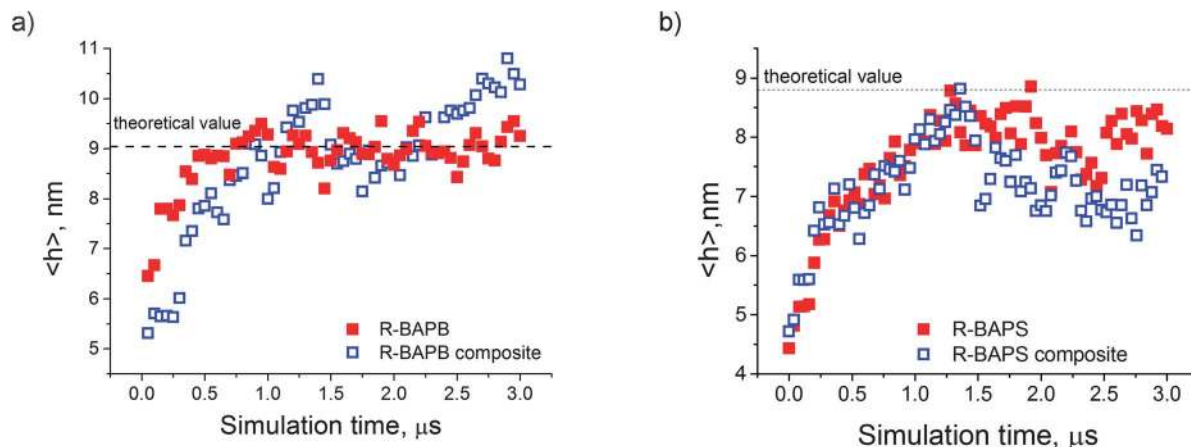 a)
11
10
9
8
7
6
5
theoretical value
<h>, nm
R-BAPB
R-BAPB composite
0.0 0.5 1.0 1.5 2.0 2.5 3.0
Simulation time, μs
b)
9
8
7
6
5
4
theoretical value
<h>,nm
R-BAPS
R-BAPS composite
0.0 0.5 1.0 1.5 2.0 2.5 3.0
Simulation time, μs